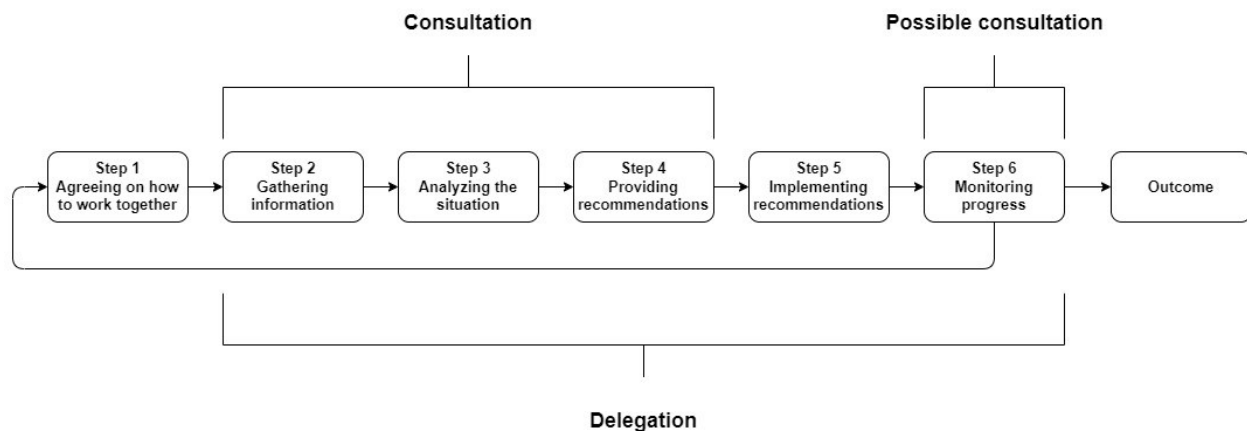 Consultation
Possible consultation
Step 1
Agreeing on how
to work together
Step 2
Gathering
information
Step 3
Analyzing the
situation
Step 4
Providing
recommendations
Step 5
Implementing
recommendations
Step 6
Monitoring
progress
Outcome
Delegation